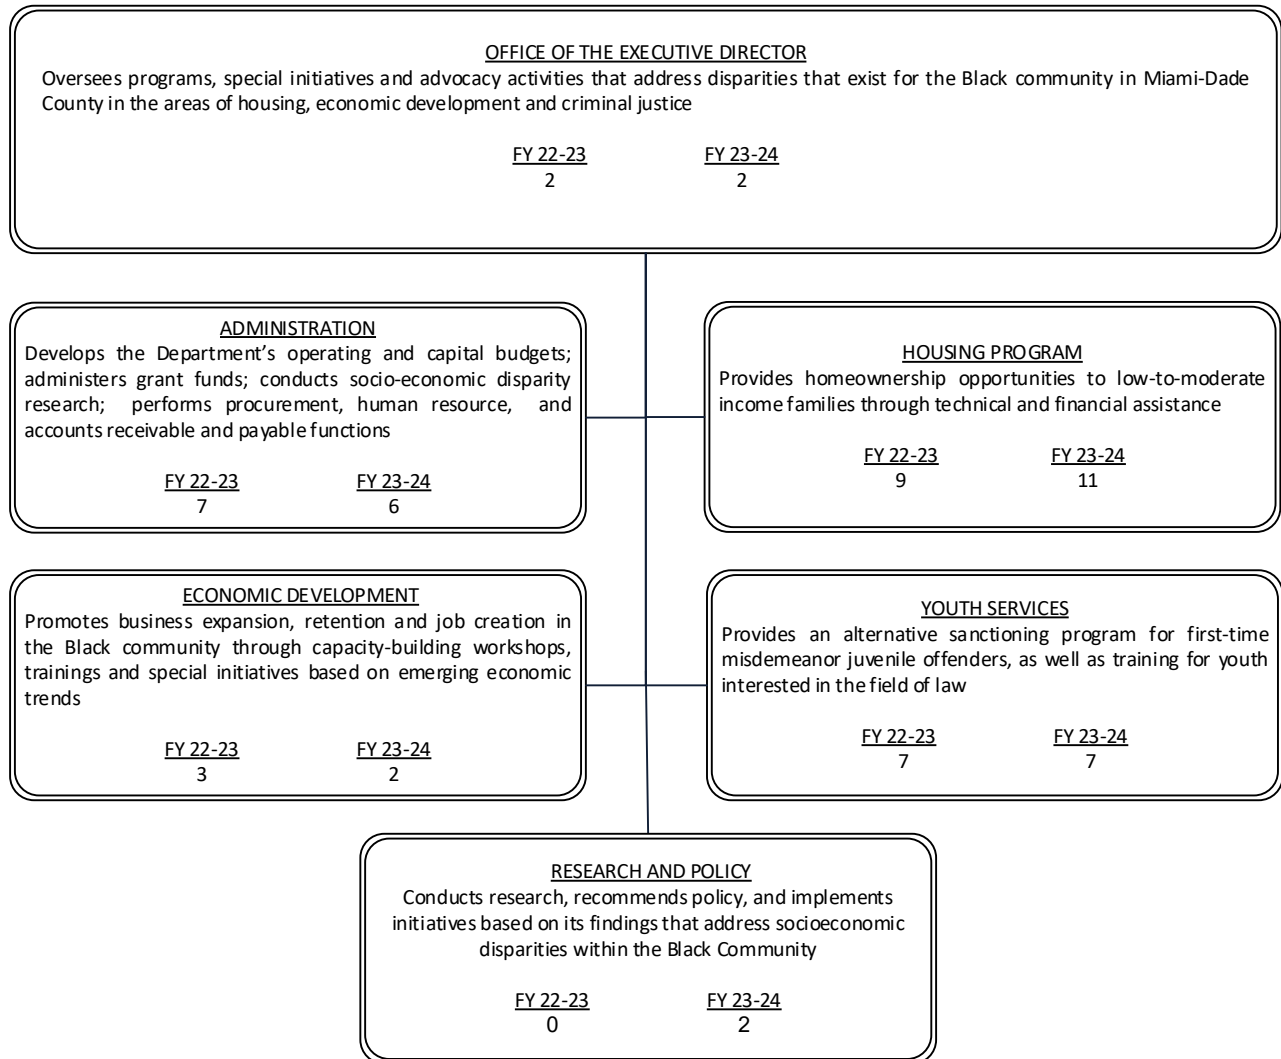 OFFICE OF THE EXECUTIVE DIRECTOR
Oversees programs, special initiatives and advocacy activities that address disparities that exist for the Black community in Miami-Dade
County in the areas of housing, economic development and criminal justice
FY 22-23 FY 23-24
2 2
ADMINISTRATION
Develops the Department’s operating and capital budgets;
administers grant funds; conducts socio-economic disparity
research; performs procurement, human resource, and
accounts receivable and payable functions
FY 22-23 FY 23-24
7 6
HOUSING PROGRAM
Provides homeownership opportunities to low-to-moderate
income families through technical and financial assistance
FY 22-23 FY 23-24
9 11
ECONOMIC DEVELOPMENT
Promotes business expansion, retention and job creation in
the Black community through capacity-building workshops,
trainings and special initiatives based on emerging economic
trends
FY 22-23 FY 23-24
3 2
YOUTH SERVICES
Provides an alternative sanctioning program for first-time
misdemeanor juvenile offenders, as well as training for youth
interested in the field of law
FY 22-23 FY 23-24
7 7
RESEARCH AND POLICY
Conducts research, recommends policy, and implements
initiatives based on its findings that address socioeconomic
disparities within the Black Community
FY 22-23 FY 23-24
0 2